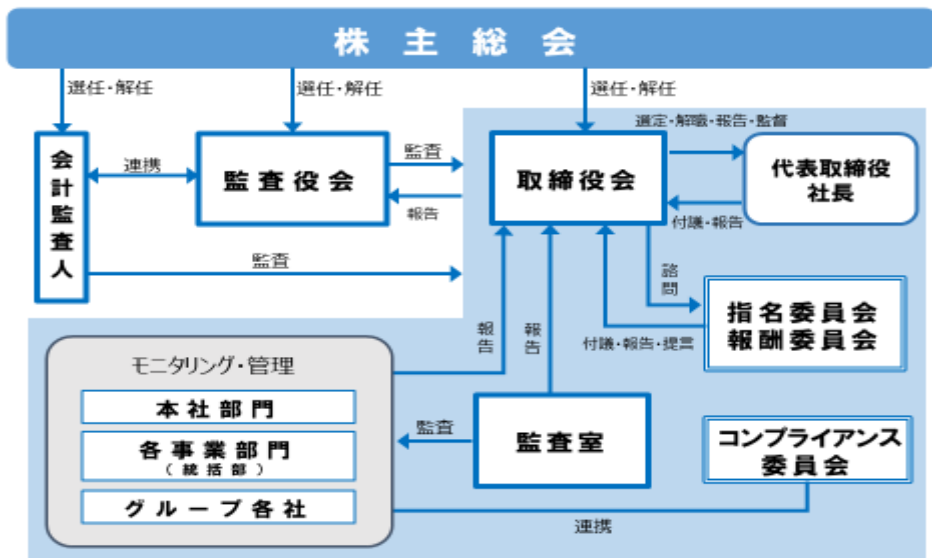 株主総会
選任・解任
選任・解任
選任・解任
選定・解職・報告・監督
会計監査人
連携
監査役会
監査
報告
取締役会
代表取締役
社長
付議・報告
監査
諮問
指名委員会
報酬委員会
付議・報告・提言
報告
報告
モニタリング・管理
本社部門
各事業部門
(統括部)
グループ各社
監査
監査室
コンプライアンス
委員会
連携